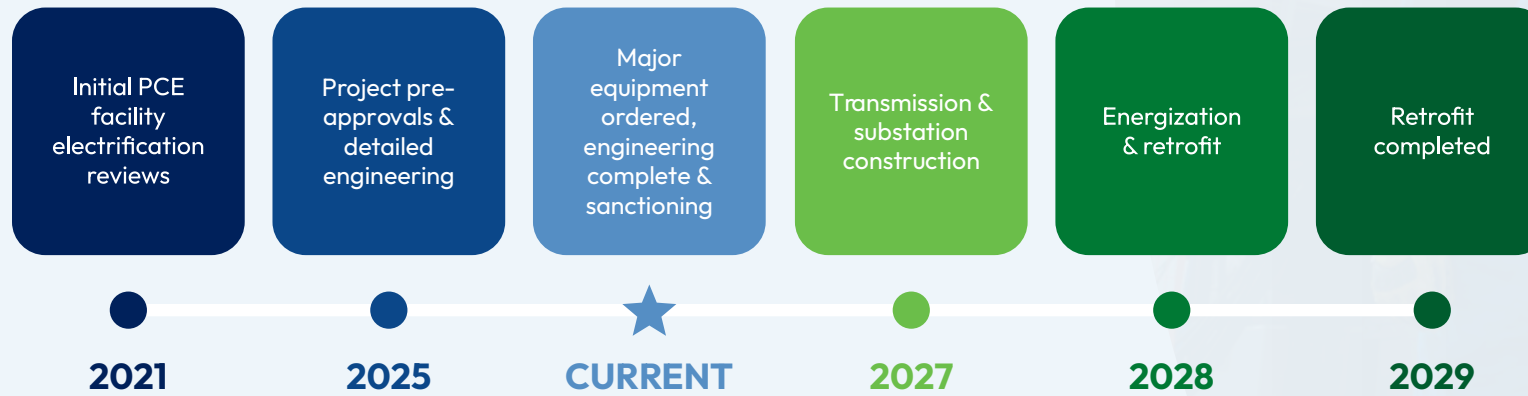 Initial PCE
facility
electrification
reviews
Project pre-
approvals &
detailed
engineering
Major
equipment
ordered,
engineering
complete &
sanctioning
Transmission &
substation
construction
Energization
& retrofit
Retrofit
completed
2021
2025
CURRENT
2027
2028
2029